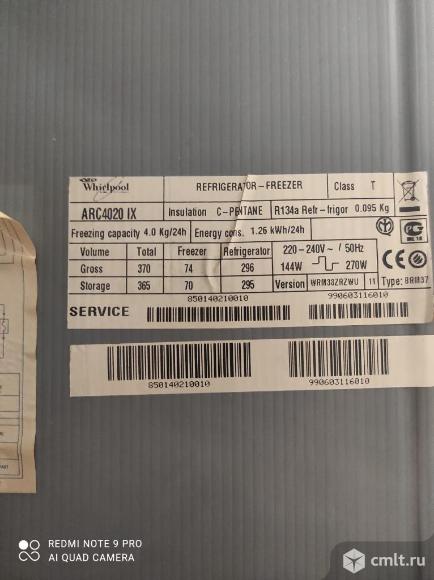 Whirlpool REFRIGERATOR-FREEZER Class T
ARC4020 IX Insulation C-PENTANE R134a Refr-frigor 0.095 Kg
Freezing capacity 4.0 Kg/24h Energy cons. 1.26 kWh/24h
Volume Total Freezer Refrigerator 220-240V~/50Hz
Gross 370 74 296 144W 270W
Storage 365 70 295 Version WRM38ZRZWU 11 Type: BRM37
850140210010 990603116010
SERVICE
850140210010 990603116010
REDMI NOTE 9 PRO
AI QUAD CAMERA
cmlt.ru